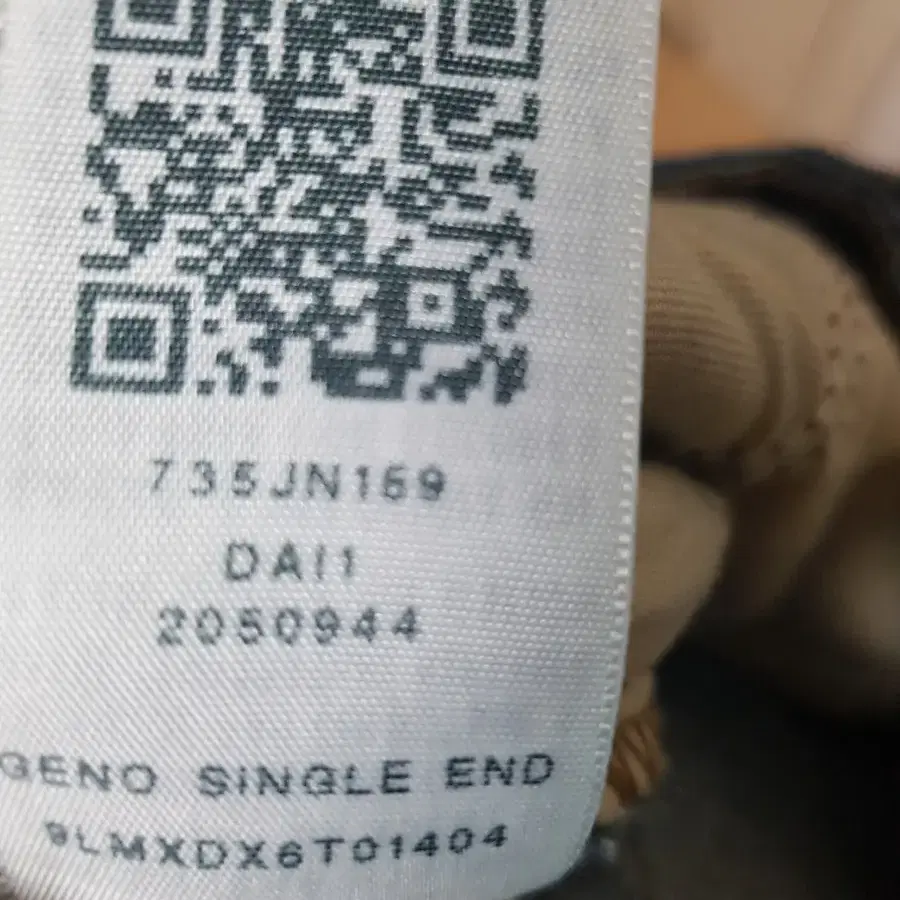 735JN169
DAI1
2050944
GENO SINGLE END
9LMXDX6T01404